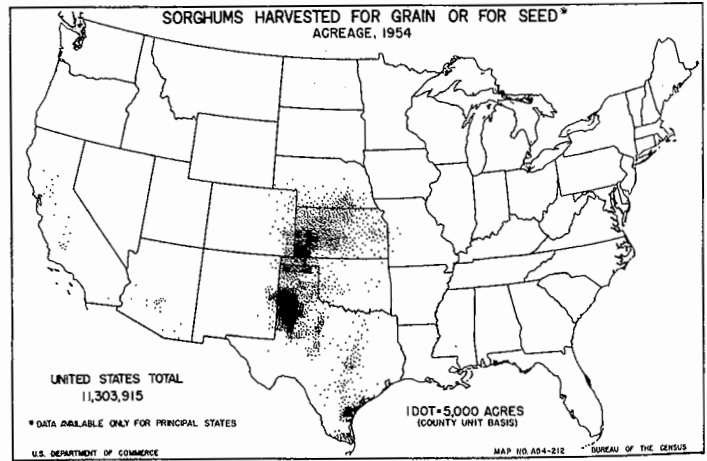 SORGHUMS HARVESTED FOR GRAIN OR FOR SEED*
ACREAGE, 1954
UNITED STATES TOTAL
11,303,915
* DATA AVAILABLE ONLY FOR PRINCIPAL STATES
1 DOT=5,000 ACRES
(COUNTY UNIT BASIS)
U.S. DEPARTMENT OF COMMERCE
MAP NO. A54-212
BUREAU OF THE CENSUS